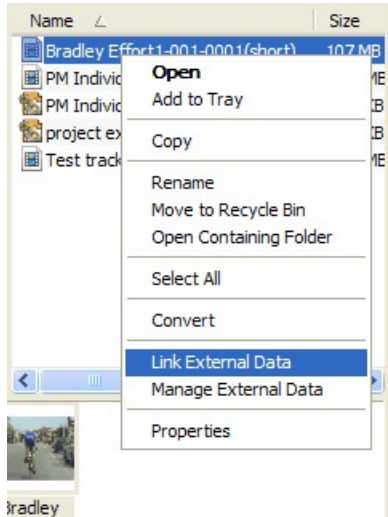 Name Size
Bradley Effort1-001-0001(short) 107 MB
PM Individ
PM Individ
project ex
Test track
Open
Add to Tray
Copy
Rename
Move to Recycle Bin
Open Containing Folder
Select All
Convert
Link External Data
Manage External Data
Properties
Bradley